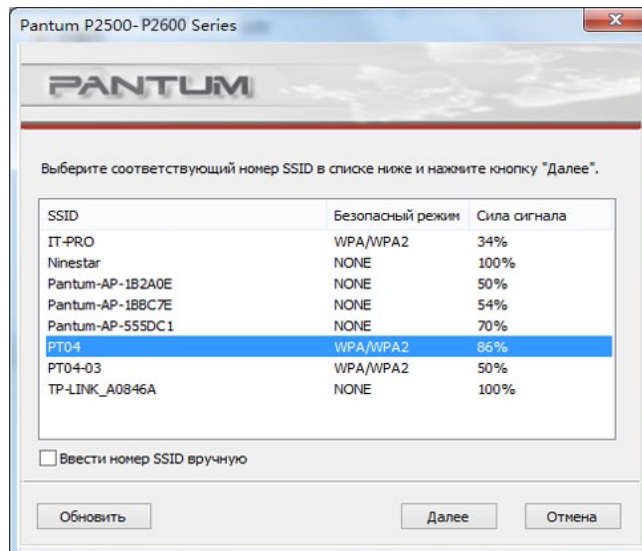 Pantum P2500-P2600 Series
PANTUM
Выберите соответствующий номер SSID в списке ниже и нажмите кнопку "Далее".
SSID Безопасный режим Сила сигнала
IT-PRO WPA/WPA2 34%
Ninestar NONE 100%
Pantum-AP-1B2A0E NONE 50%
Pantum-AP-1BBC7E NONE 54%
Pantum-AP-555DC1 NONE 70%
PT04 WPA/WPA2 86%
PT04-03 WPA/WPA2 50%
TP-LINK_A0846A NONE 100%
Ввести номер SSID вручную
Обновить Далее Отмена